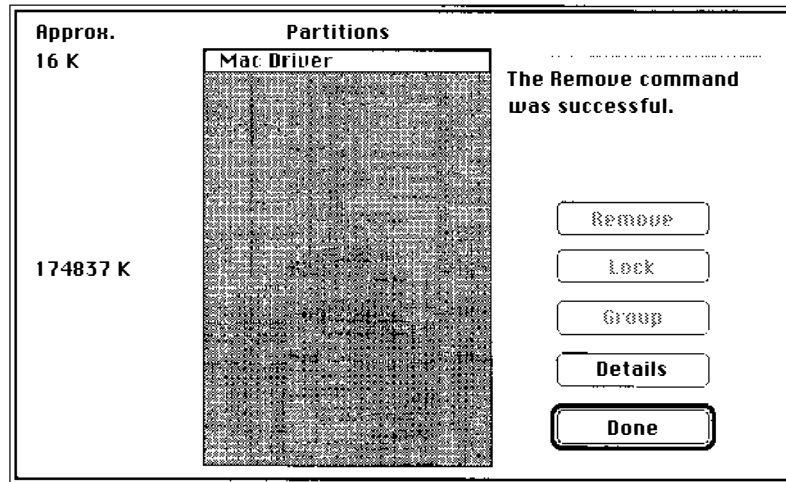 Approx.
Partitions
16 K
Mac Driver
The Remove command
was successful.
174837 K
Remove
Lock
Group
Details
Done